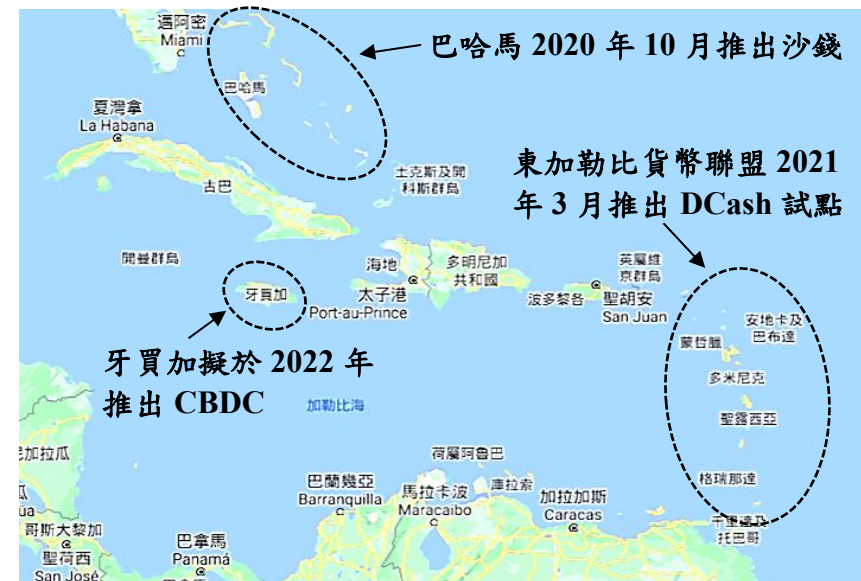 邁阿密
Miami
巴哈馬 2020 年 10 月推出沙錢
巴哈馬
夏灣拿
La Habana
東加勒比貨幣聯盟 2021
年 3 月推出 DCash 試點
土克斯及開
科斯群島
古巴
開曼群島
海地
多明尼加
共和國
英屬維
京群島
牙買加
太子港
Port-au-Prince
波多黎各
聖胡安
San Juan
安地卡及
巴布達
蒙哲臘
牙買加擬於 2022 年
推出 CBDC
多米尼克
加勒比海
聖露西亞
加拉瓜
荷屬阿魯巴
巴蘭幾亞
Barranquilla
馬拉卡波
Maracaibo
庫拉索
加拉加斯
Caracas
格瑞那達
千里達及
托巴哥
ua
哥斯大黎加
聖荷西
San José
巴拿馬
Panamá